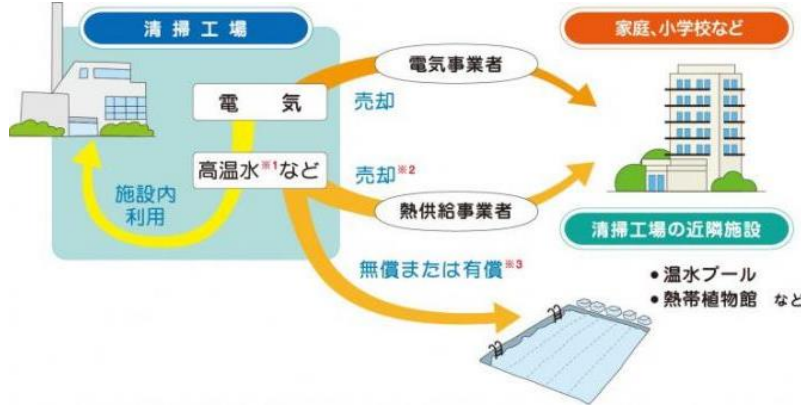 清掃工場
家庭、小学校など
電気事業者
電気
売却
高温水※1など
売却※2
施設内
利用
熱供給事業者
清掃工場の近隣施設
無償または有償※3
●温水プール
●熱帯植物館 など